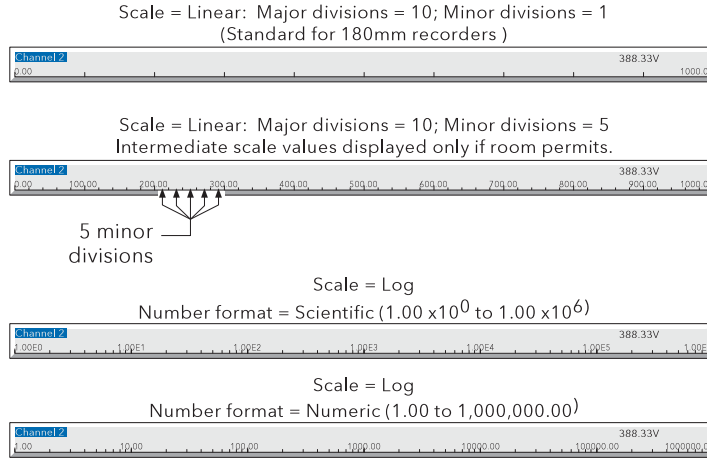 Scale = Linear: Major divisions = 10; Minor divisions = 1
(Standard for 180mm recorders )
Channel 2 388.33V
0.00 1000.0
Scale = Linear: Major divisions = 10; Minor divisions = 5
Intermediate scale values displayed only if room permits.
Channel 2 388.33V
0.00 100.00 200.00 300.00 400.00 500.00 600.00 700.00 800.00 900.00 1000.0
5 minor
divisions
Scale = Log
Number format = Scientific (1.00 x10⁰ to 1.00 x10⁶)
Channel 2 388.33V
1.00E0 1.00E1 1.00E2 1.00E3 1.00E4 1.00E5 1.00E
Scale = Log
Number format = Numeric (1.00 to 1,000,000.00)
Channel 2 388.33V
1.00 10.00 100.00 1000.00 10000.00 100000.00 1000000.0